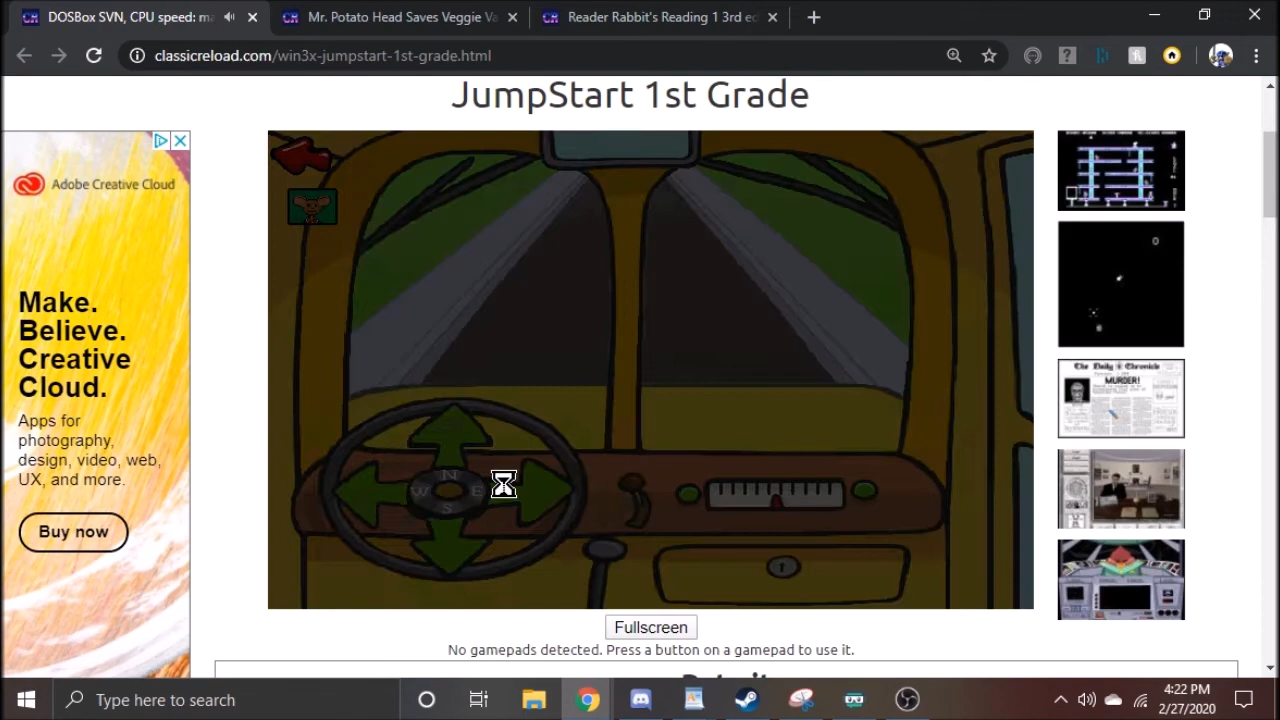 DOSBox SVN, CPU speed: ma
Mr. Potato Head Saves Veggie Va
Reader Rabbit's Reading 1 3rd ed
classicreload.com/win3x-jumpstart-1st-grade.html
JumpStart 1st Grade
Adobe Creative Cloud
Make.
Believe.
Creative
Cloud.
Apps for
photography,
design, video, web,
UX, and more.
Buy now
N
W E
S
The Daily Chronicle
MURDER!
Fullscreen
No gamepads detected. Press a button on a gamepad to use it.
Type here to search
4:22 PM
2/27/2020